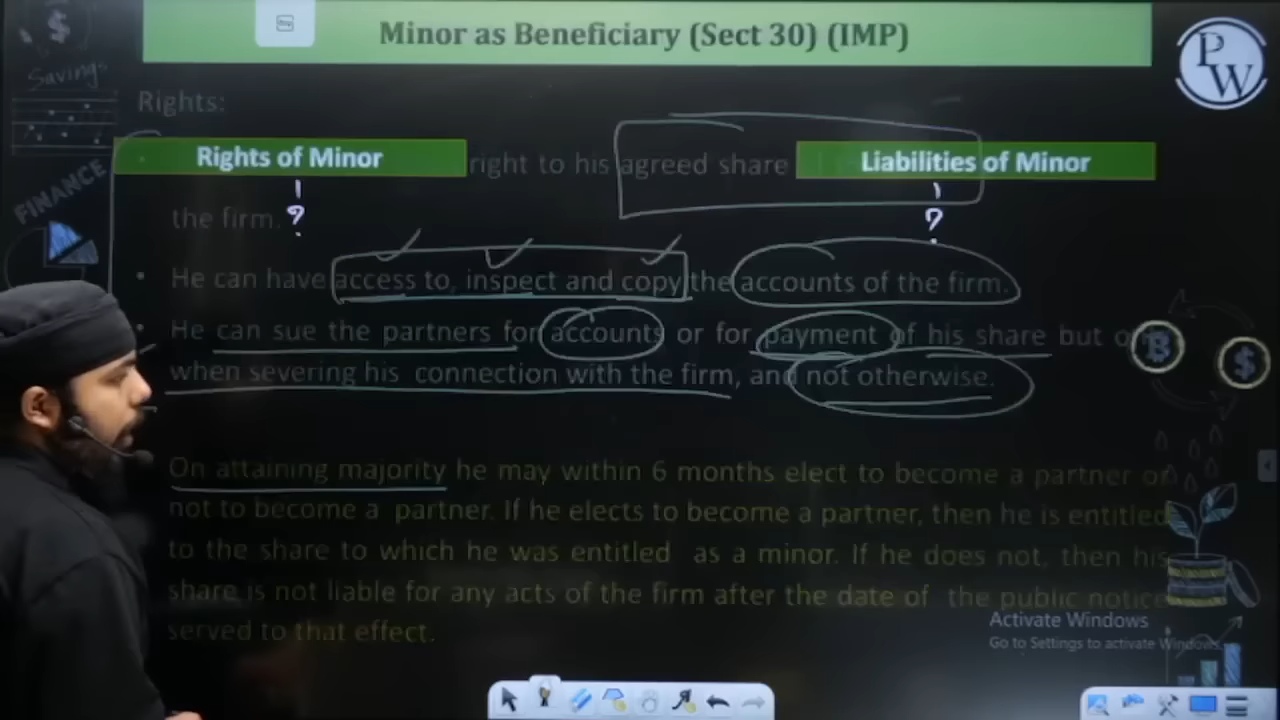 Minor as Beneficiary (Sect 30) (IMP)
PW
Savings
FINANCE
Rights:
Rights of Minor
right to his agreed share
Liabilities of Minor
the firm.
?
?
He can have access to, inspect and copy the accounts of the firm.
He can sue the partners for accounts or for payment of his share but
when severing his connection with the firm, and not otherwise.
On attaining majority he may within 6 months elect to become a partner or
not to become a partner. If he elects to become a partner, then he is entitled
to the share to which he was entitled as a minor. If he does not, then his
share is not liable for any acts of the firm after the date of the public notice
served to that effect.
Activate Windows
Go to Settings to activate Windows.